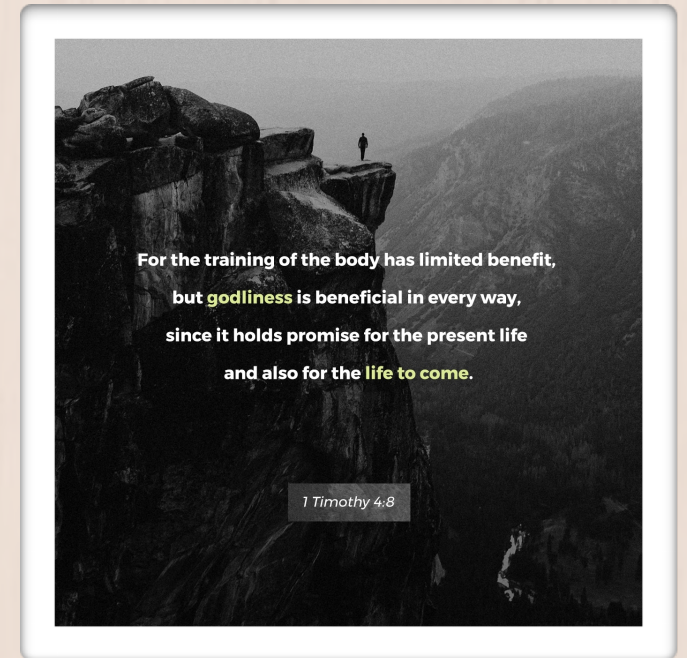 For the training of the body has limited benefit,
but godliness is beneficial in every way,
since it holds promise for the present life
and also for the life to come.
1 Timothy 4:8